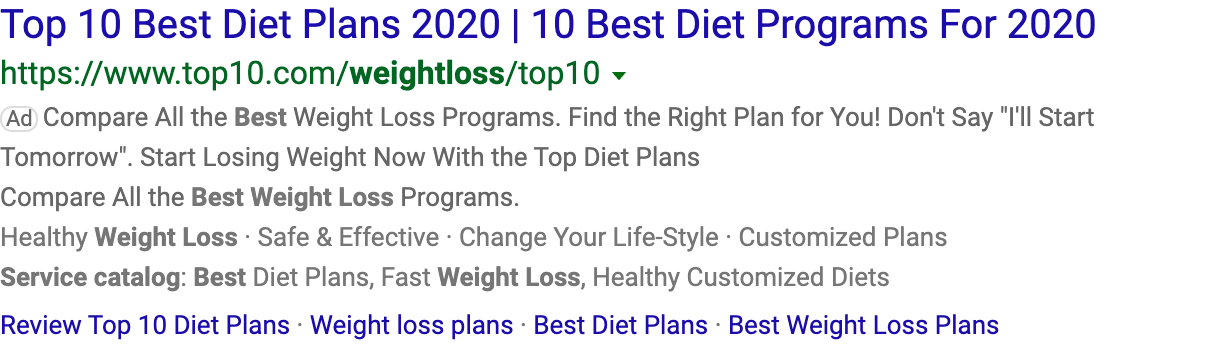 Top 10 Best Diet Plans 2020 | 10 Best Diet Programs For 2020
https://www.top10.com/weightloss/top10
Ad Compare All the Best Weight Loss Programs. Find the Right Plan for You! Don't Say "I'll Start
Tomorrow". Start Losing Weight Now With the Top Diet Plans
Compare All the Best Weight Loss Programs.
Healthy Weight Loss · Safe & Effective · Change Your Life-Style · Customized Plans
Service catalog: Best Diet Plans, Fast Weight Loss, Healthy Customized Diets
Review Top 10 Diet Plans · Weight loss plans · Best Diet Plans · Best Weight Loss Plans